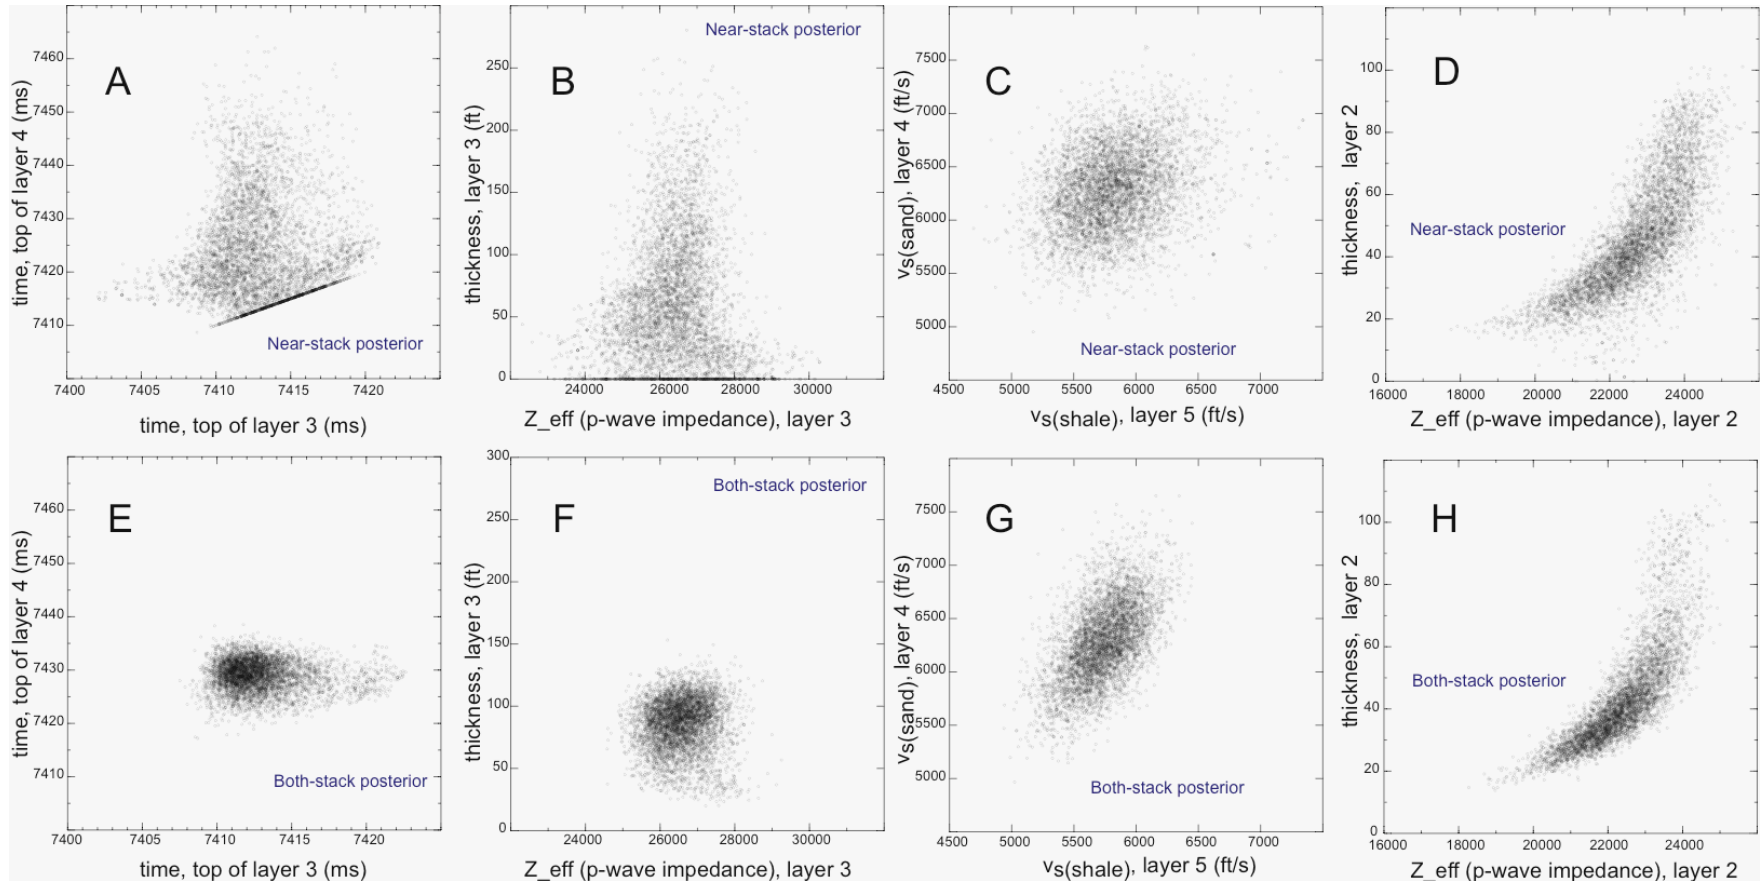 A
time, top of layer 4 (ms)
7460
7450
7440
7430
7420
7410
7400
7405
7410
7415
7420
Near-stack posterior
time, top of layer 3 (ms)
B
Near-stack posterior
thickness, layer 3 (ft)
250
200
150
100
50
0
24000
26000
28000
30000
Z_eff (p-wave impedance), layer 3
C
vs(sand), layer 4 (ft/s)
7500
7000
6500
6000
5500
5000
4500
5000
5500
6000
6500
7000
Near-stack posterior
vs(shale), layer 5 (ft/s)
D
thickness, layer 2
100
80
60
40
20
0
16000
18000
20000
22000
24000
Near-stack posterior
Z_eff (p-wave impedance), layer 2
E
time, top of layer 4 (ms)
7460
7450
7440
7430
7420
7410
7400
7405
7410
7415
7420
Both-stack posterior
time, top of layer 3 (ms)
F
Both-stack posterior
thickness, layer 3 (ft)
300
250
200
150
100
50
0
24000
26000
28000
30000
Z_eff (p-wave impedance), layer 3
G
vs(sand), layer 4 (ft/s)
7500
7000
6500
6000
5500
5000
4500
5000
5500
6000
6500
7000
Both-stack posterior
vs(shale), layer 5 (ft/s)
H
thickness, layer 2
100
80
60
40
20
0
16000
18000
20000
22000
24000
Both-stack posterior
Z_eff (p-wave impedance), layer 2